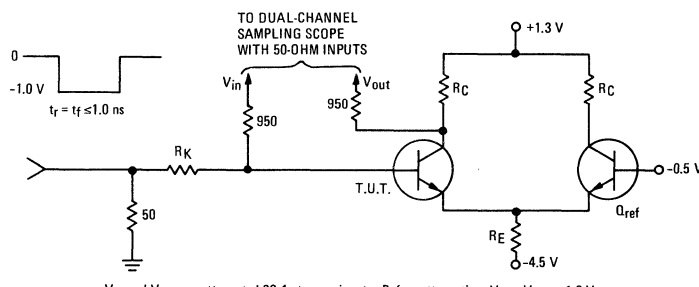 TO DUAL-CHANNEL
SAMPLING SCOPE
WITH 50-OHM INPUTS
+1.3 V
0
-1.0 V
tr = tf ≤1.0 ns
Vin
Vout
RC
RC
950
950
RK
T.U.T.
-0.5 V
Qref
50
RE
-4.5 V